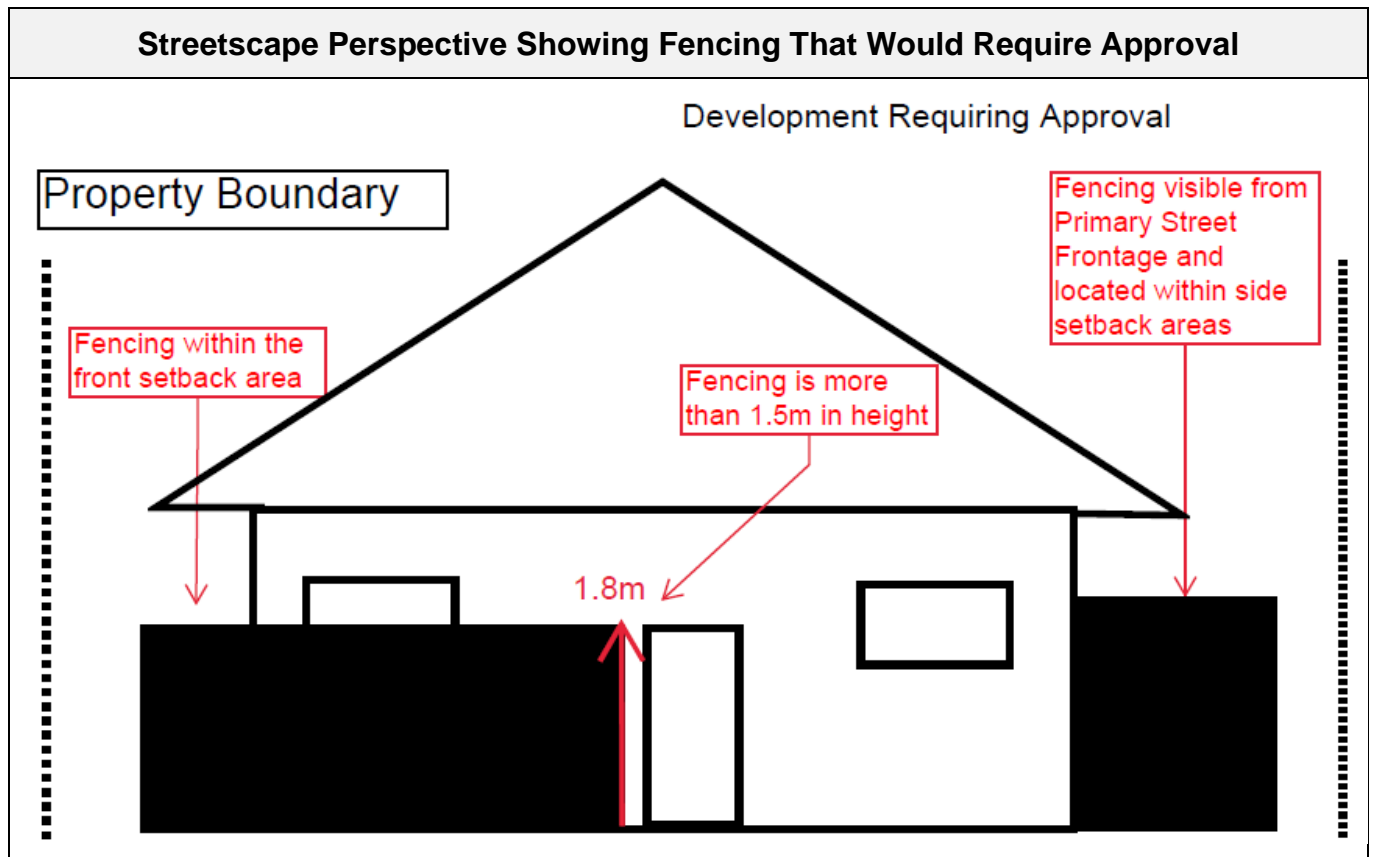 Streetscape Perspective Showing Fencing That Would Require Approval
Development Requiring Approval
Property Boundary
Fencing visible from
Primary Street
Frontage and
located within side
setback areas
Fencing within the
front setback area
Fencing is more
than 1.5m in height
1.8m